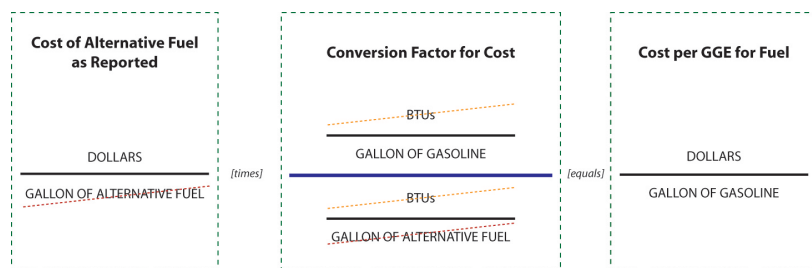 Cost of Alternative Fuel
as Reported
DOLLARS
GALLON OF ALTERNATIVE FUEL
[times]
Conversion Factor for Cost
BTUs
GALLON OF GASOLINE
BTUs
GALLON OF ALTERNATIVE FUEL
[equals]
Cost per GGE for Fuel
DOLLARS
GALLON OF GASOLINE